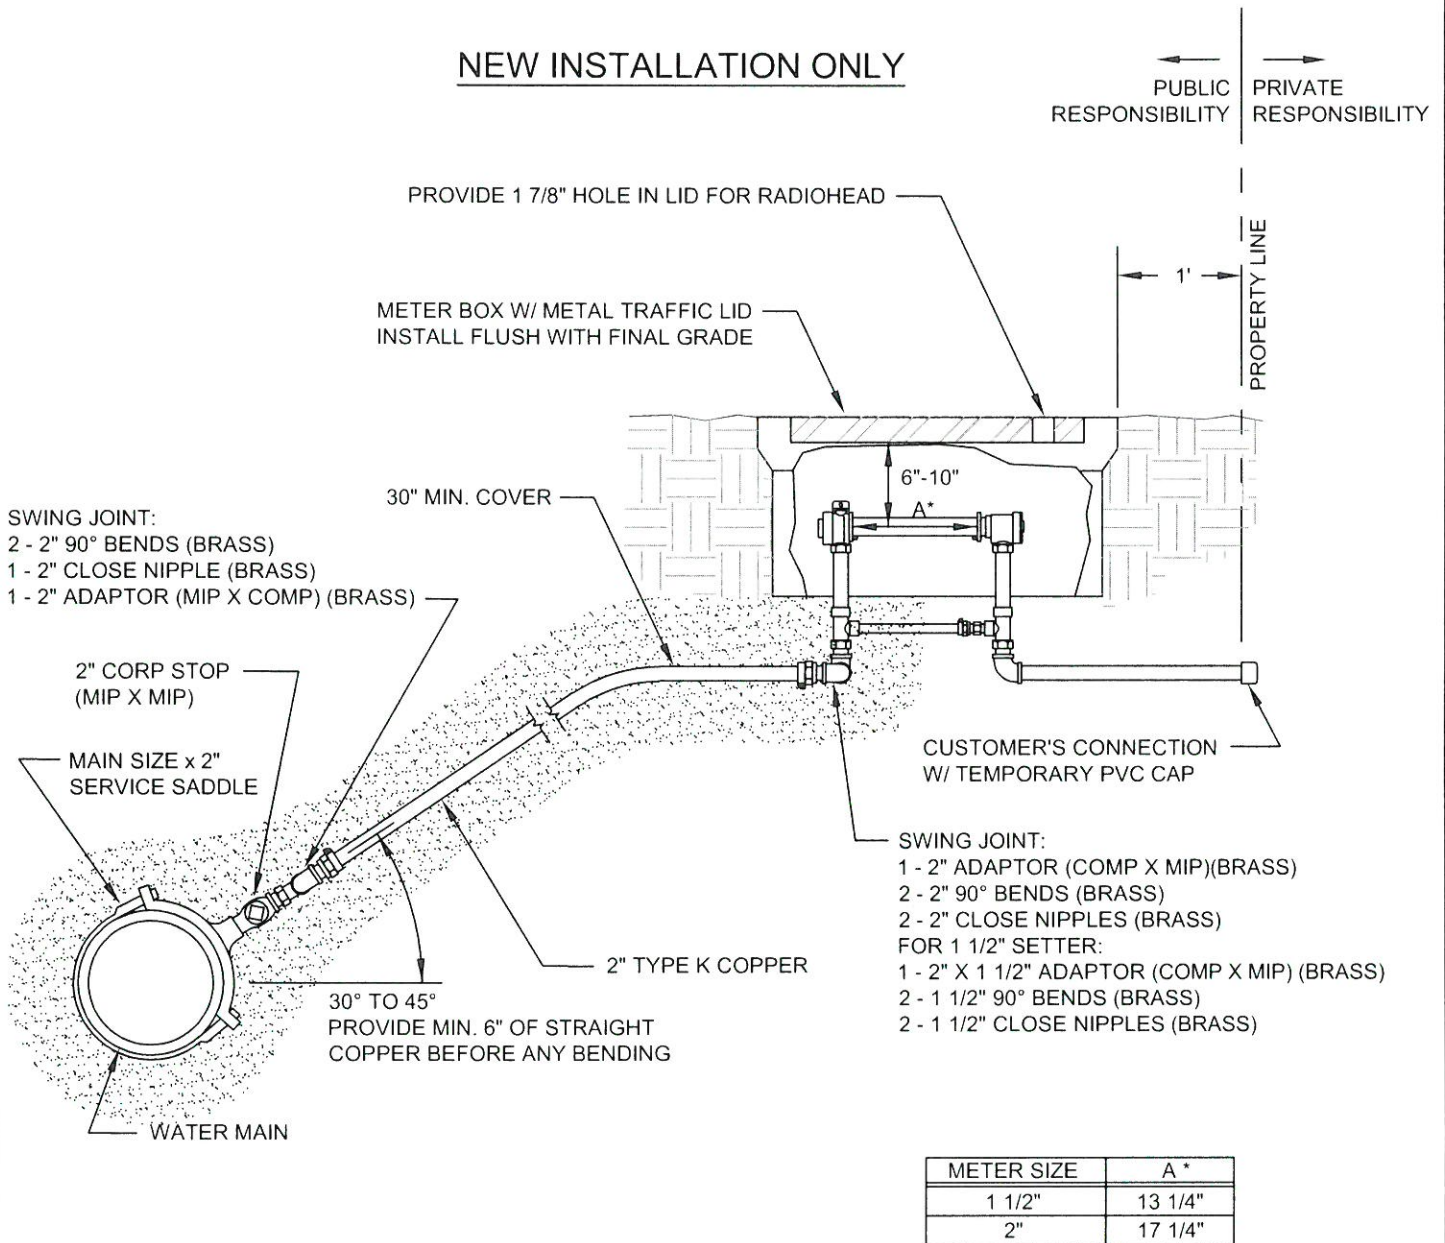 NEW INSTALLATION ONLY
PUBLIC
RESPONSIBILITY
PRIVATE
RESPONSIBILITY
PROVIDE 1 7/8" HOLE IN LID FOR RADIOHEAD
PROPERTY LINE
1'
METER BOX W/ METAL TRAFFIC LID
INSTALL FLUSH WITH FINAL GRADE
6"-10"
A*
30" MIN. COVER
SWING JOINT:
2 - 2" 90° BENDS (BRASS)
1 - 2" CLOSE NIPPLE (BRASS)
1 - 2" ADAPTOR (MIP X COMP) (BRASS)
2" CORP STOP
(MIP X MIP)
MAIN SIZE x 2"
SERVICE SADDLE
CUSTOMER'S CONNECTION
W/ TEMPORARY PVC CAP
SWING JOINT:
1 - 2" ADAPTOR (COMP X MIP)(BRASS)
2 - 2" 90° BENDS (BRASS)
2 - 2" CLOSE NIPPLES (BRASS)
FOR 1 1/2" SETTER:
1 - 2" X 1 1/2" ADAPTOR (COMP X MIP) (BRASS)
2 - 1 1/2" 90° BENDS (BRASS)
2 - 1 1/2" CLOSE NIPPLES (BRASS)
2" TYPE K COPPER
30° TO 45°
PROVIDE MIN. 6" OF STRAIGHT
COPPER BEFORE ANY BENDING
WATER MAIN
METER SIZE A *
1 1/2" 13 1/4"
2" 17 1/4"